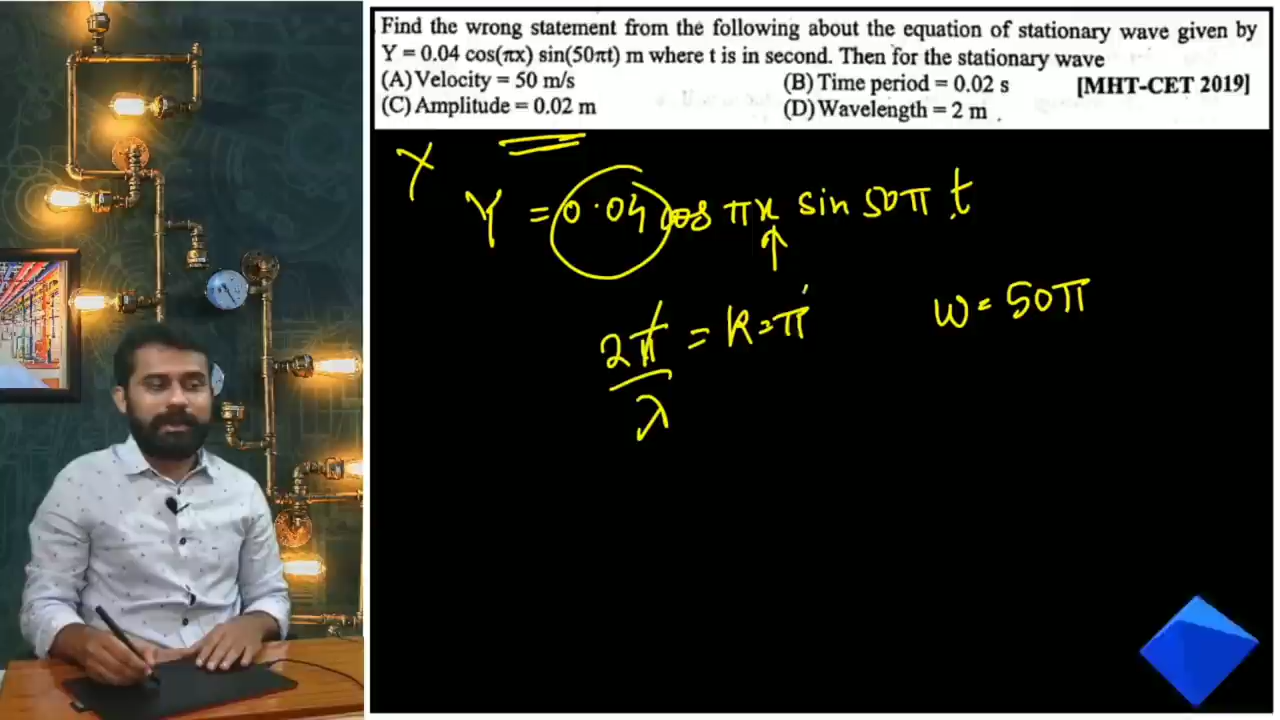 Find the wrong statement from the following about the equation of stationary wave given by
Y = 0.04 cos(πx) sin(50πt) m where t is in second. Then for the stationary wave
(A) Velocity = 50 m/s (B) Time period = 0.02 s [MHT-CET 2019]
(C) Amplitude = 0.02 m (D) Wavelength = 2 m .
Y = 0.04 cos πx sin 50π t
2π/λ = K = π ω = 50π